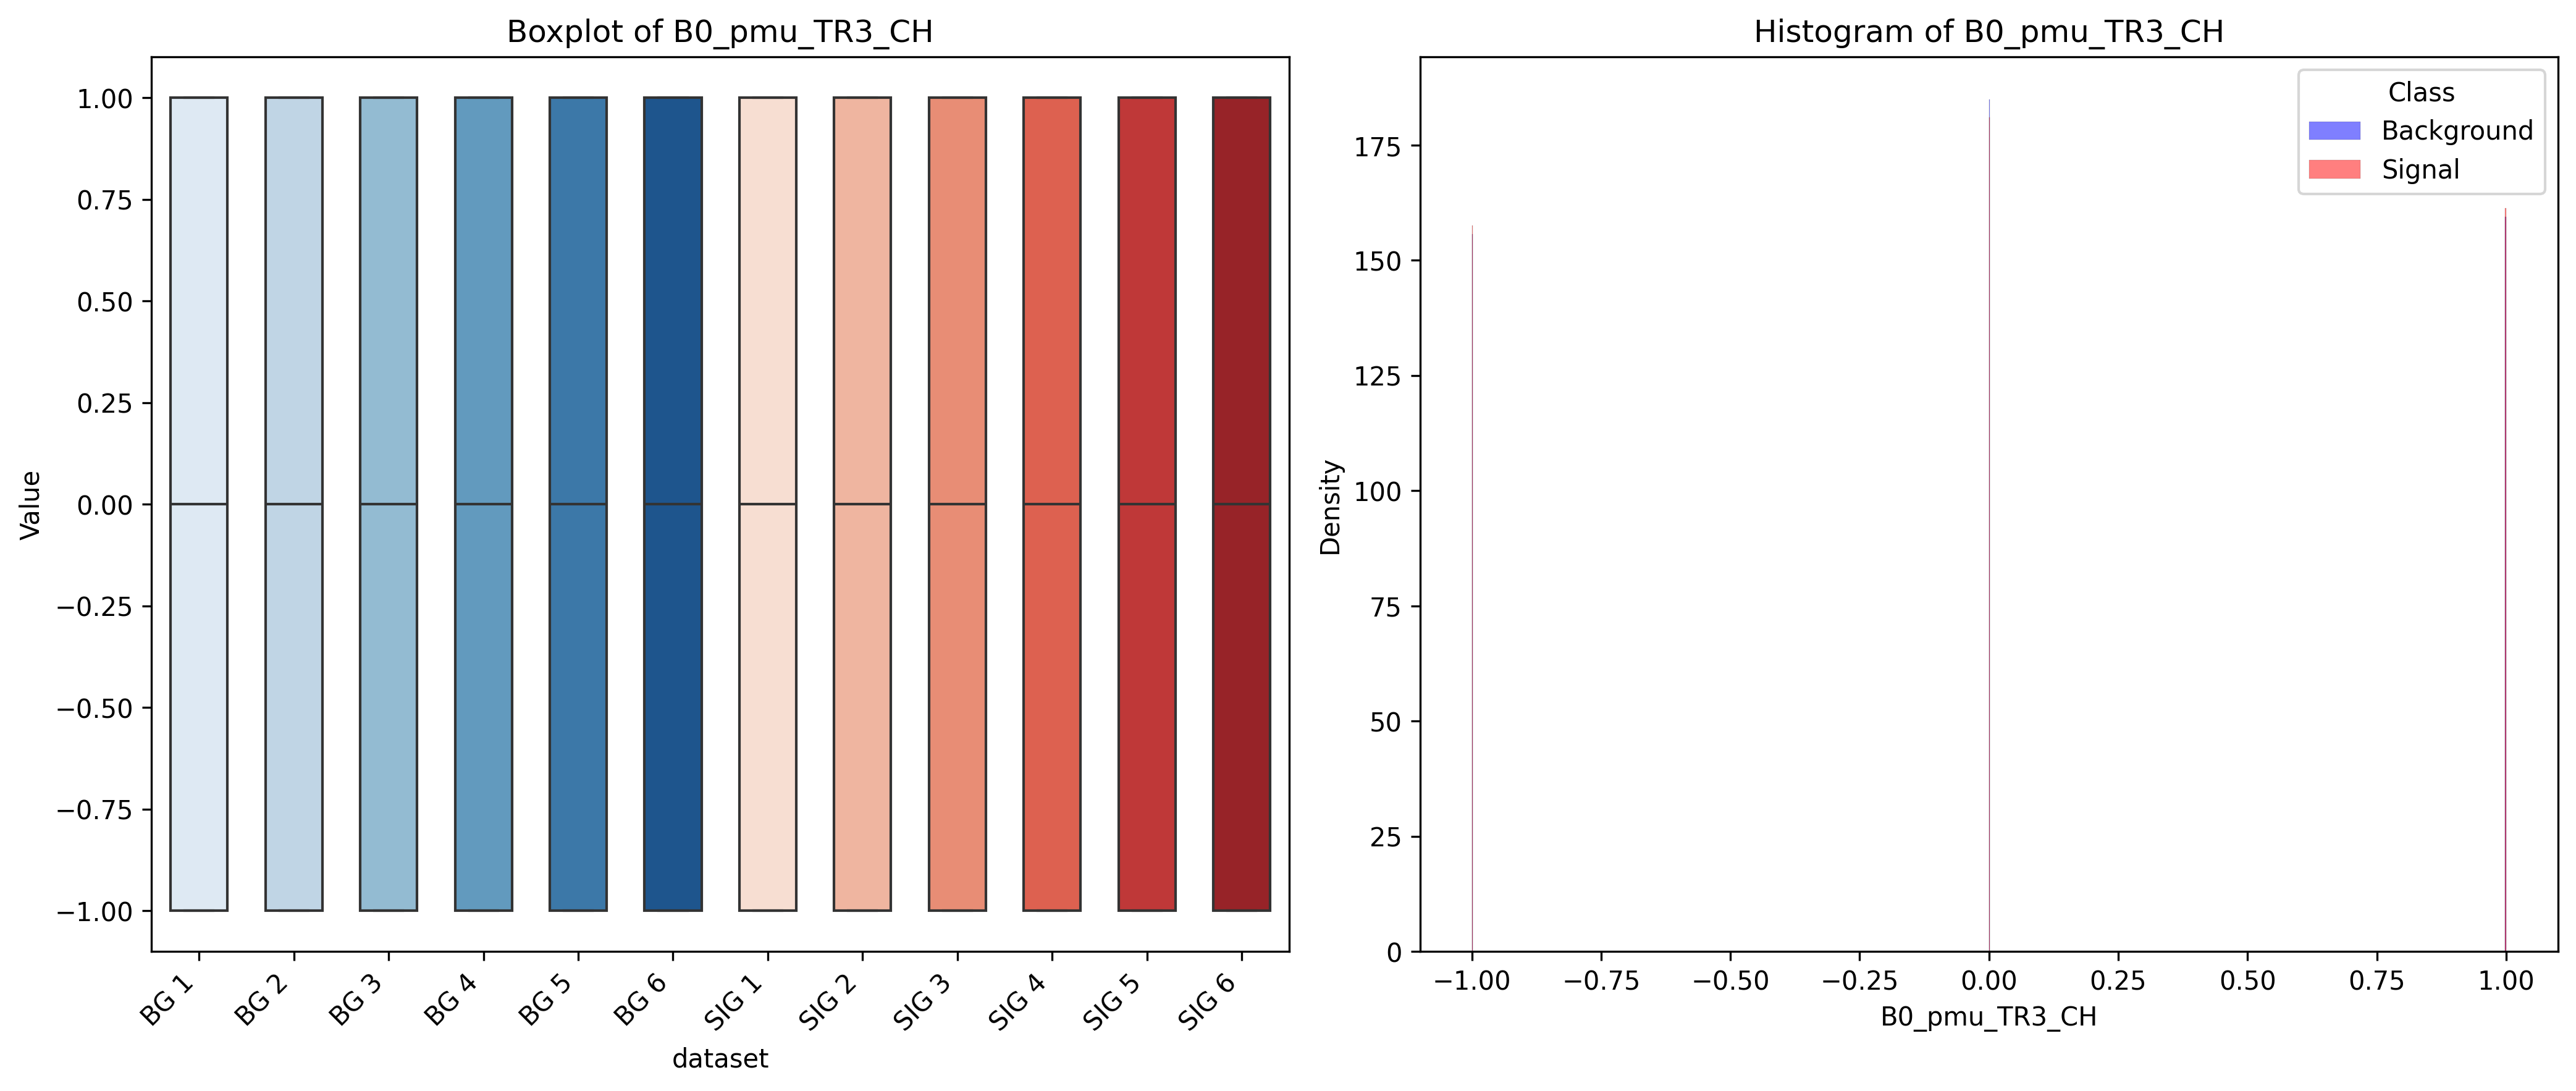 Boxplot of B0_pmu_TR3_CH
Value
1.00
0.75
0.50
0.25
0.00
−0.25
−0.50
−0.75
−1.00
BG 1
BG 2
BG 3
BG 4
BG 5
BG 6
SIG 1
SIG 2
SIG 3
SIG 4
SIG 5
SIG 6
dataset
Histogram of B0_pmu_TR3_CH
Class
Background
Signal
Density
175
150
125
100
75
50
25
0
−1.00
−0.75
−0.50
−0.25
0.00
0.25
0.50
0.75
1.00
B0_pmu_TR3_CH